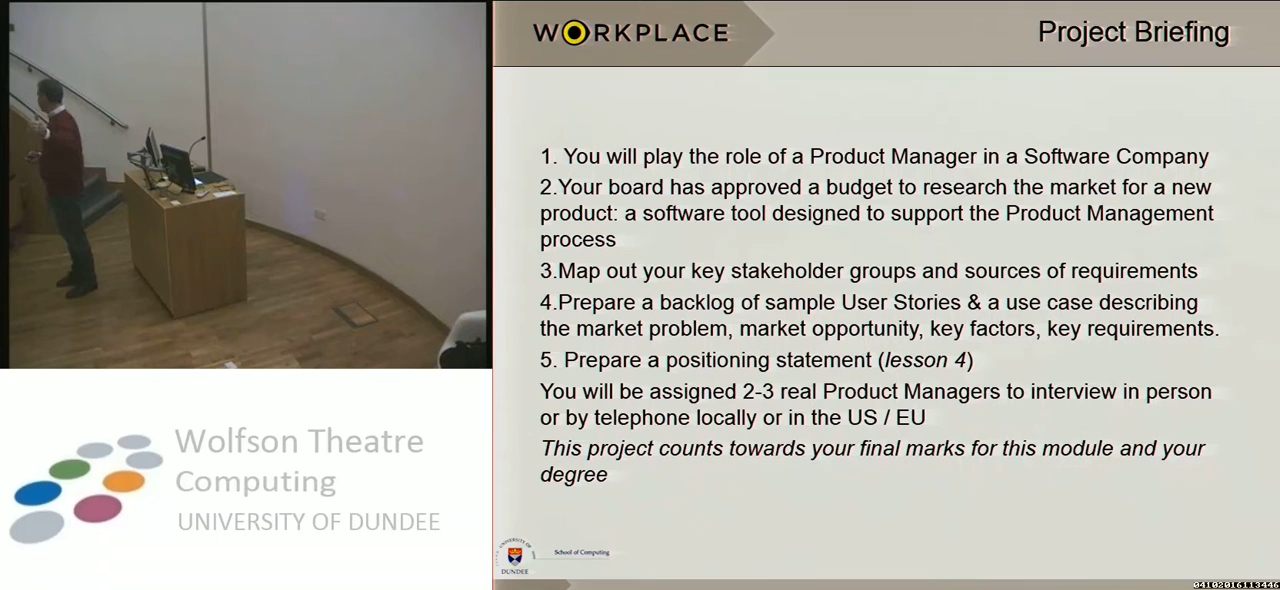 WORKPLACE
Project Briefing
1. You will play the role of a Product Manager in a Software Company
2.Your board has approved a budget to research the market for a new
product: a software tool designed to support the Product Management
process
3.Map out your key stakeholder groups and sources of requirements
4.Prepare a backlog of sample User Stories & a use case describing
the market problem, market opportunity, key factors, key requirements.
5. Prepare a positioning statement (lesson 4)
You will be assigned 2-3 real Product Managers to interview in person
or by telephone locally or in the US / EU
This project counts towards your final marks for this module and your
degree
Wolfson Theatre
Computing
UNIVERSITY OF DUNDEE
UNIVERSITY OF
DUNDEE
School of Computing
04102016113446